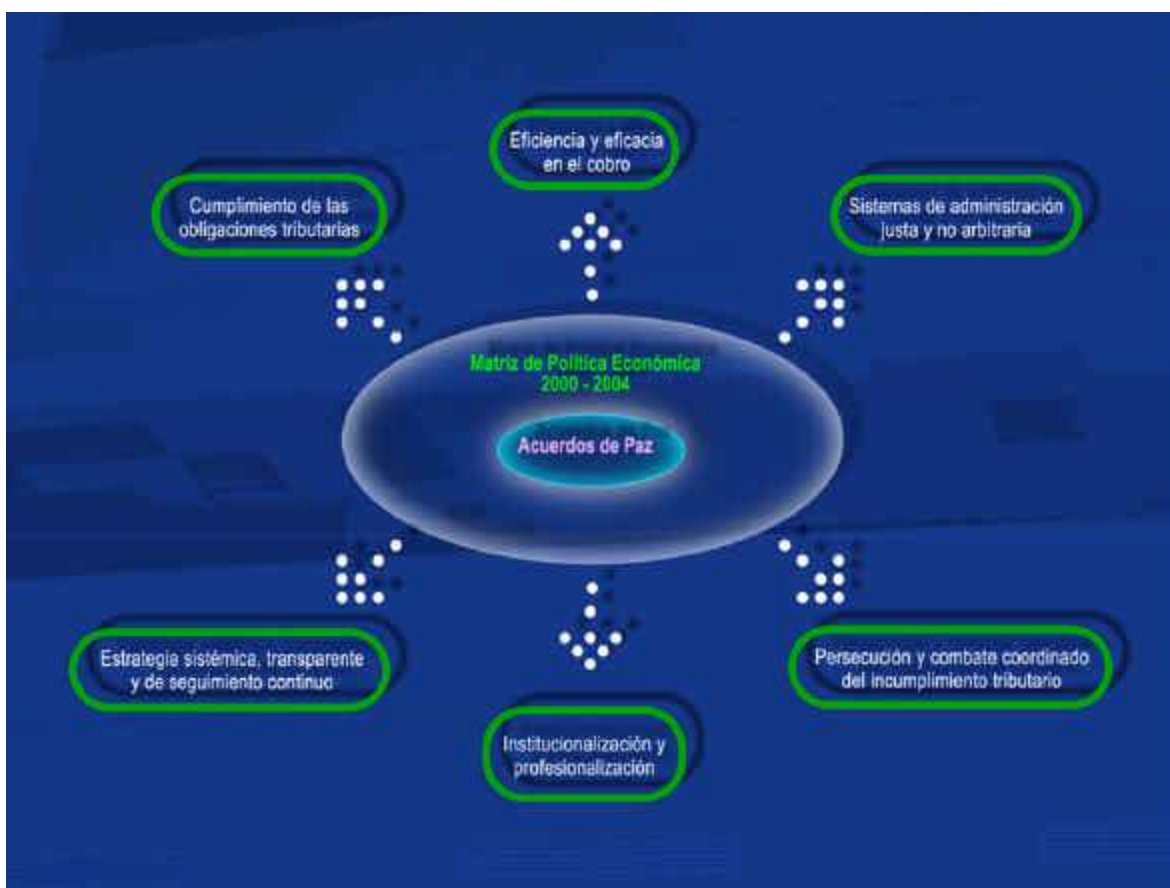 Eficiencia y eficacia
en el cobro
Cumplimiento de las
obligaciones tributarias
Sistemas de administración
justa y no arbitraria
Matriz de Política Económica
2000 - 2004
Acuerdos de Paz
Estrategia sistémica, transparente
y de seguimiento continuo
Persecución y combate coordinado
del incumplimiento tributario
Institucionalización y
profesionalización